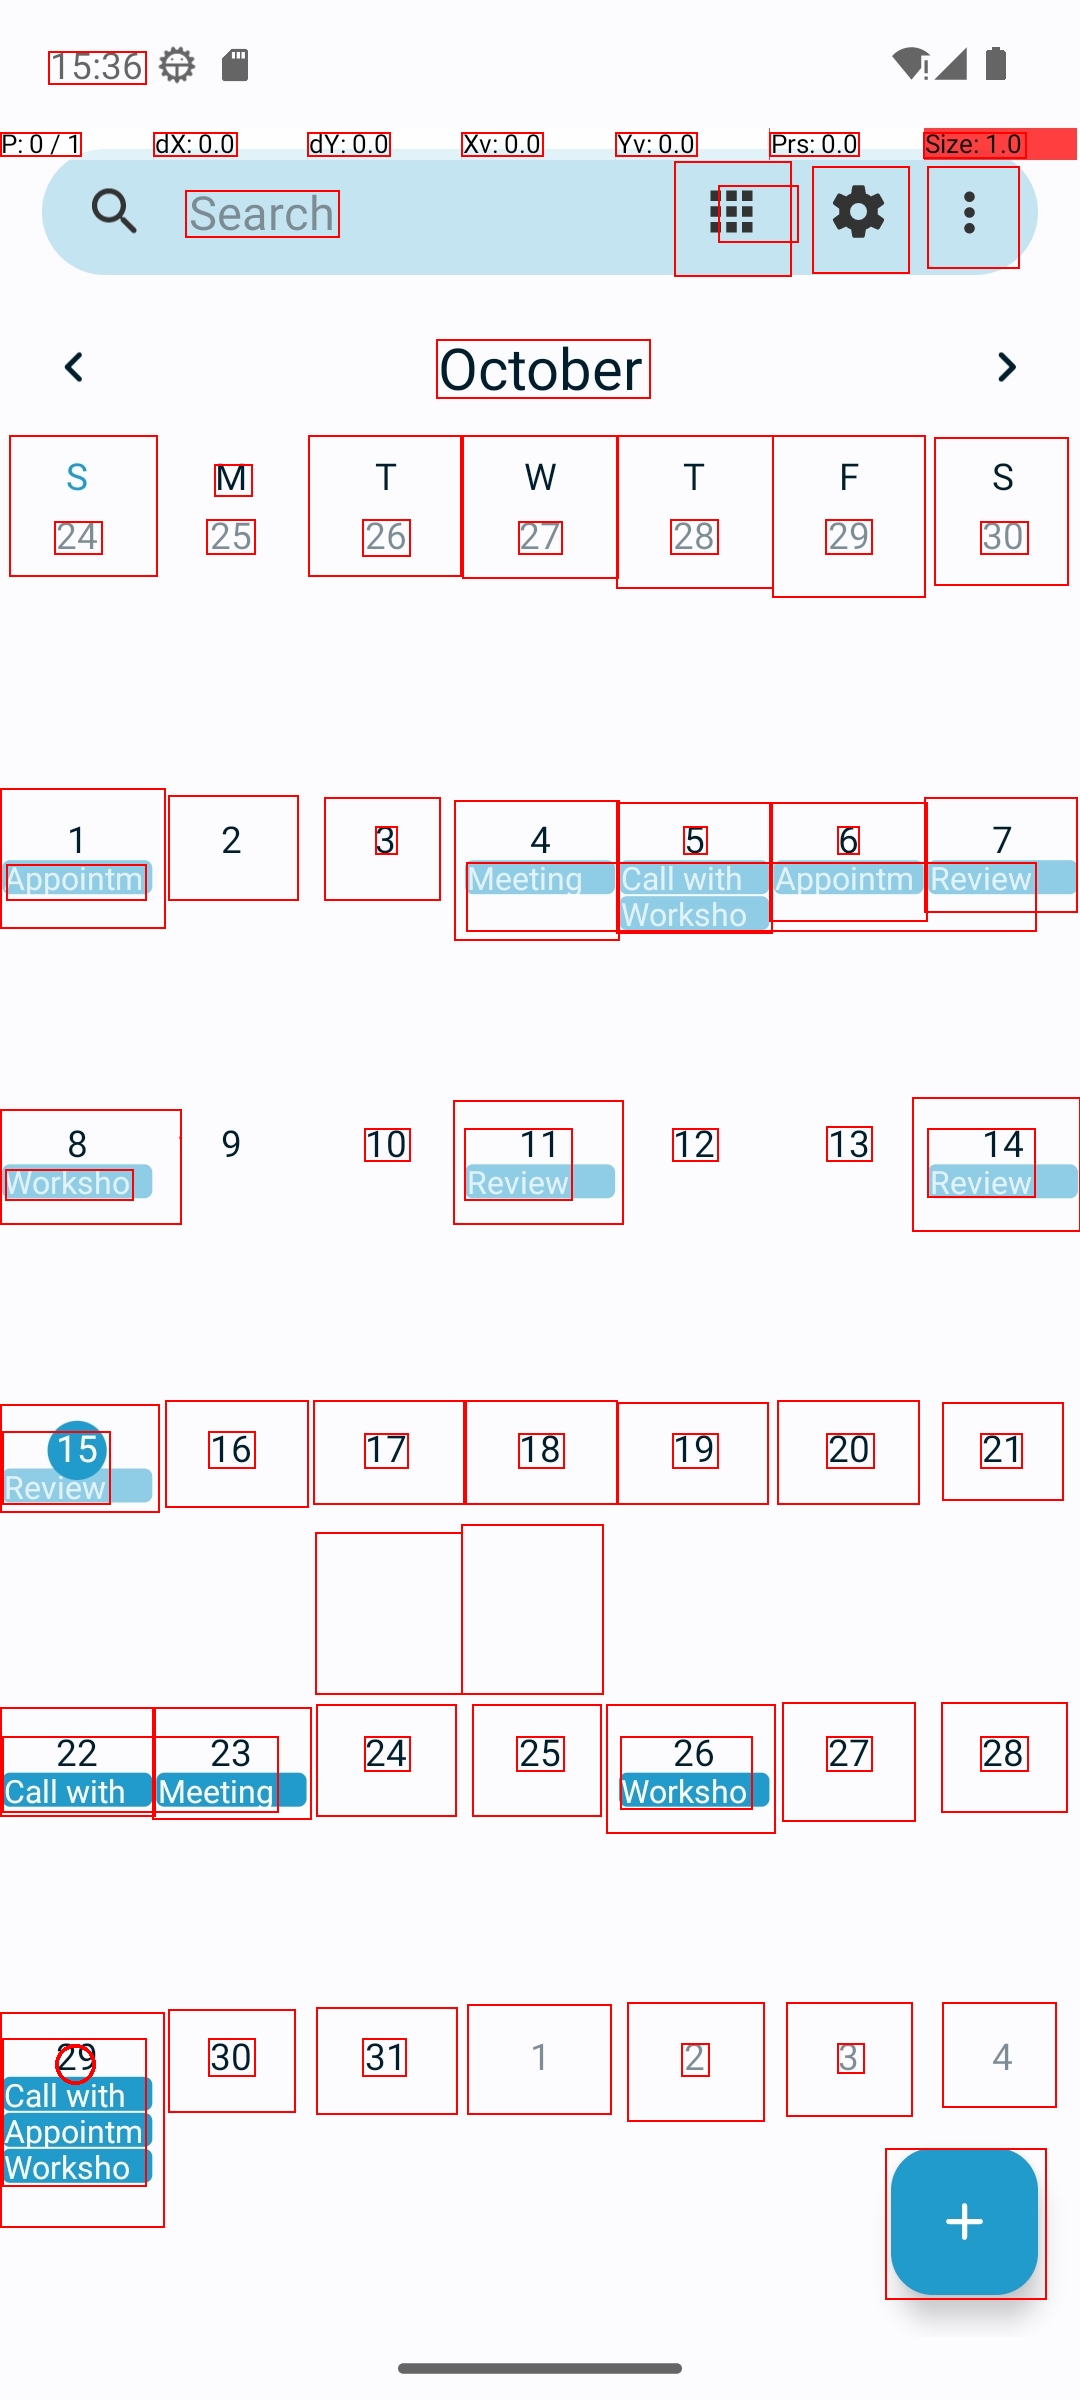 15:36
P: 0 / 1 dX: 0.0 dY: 0.0 Xv: 0.0 Yv: 0.0 Prs: 0.0 Size: 1.0
Search
October
S M T W T F S
24 25 26 27 28 29 30
1 2 3 4 5 6 7
Appointm Meeting Call with Appointm Review
Worksho
8 9 10 11 12 13 14
Worksho Review Review
15 16 17 18 19 20 21
Review
22 23 24 25 26 27 28
Call with Meeting Worksho
29 30 31 1 2 3 4
Call with
Appointm
Worksho